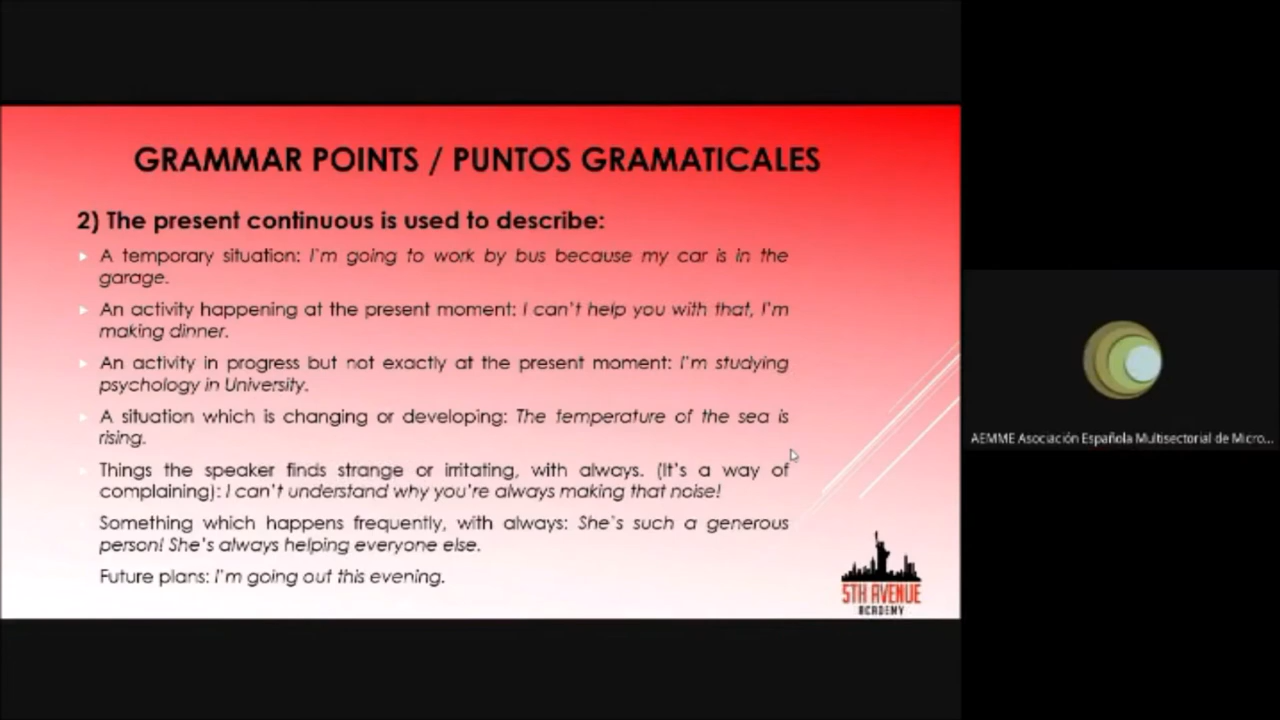 GRAMMAR POINTS / PUNTOS GRAMATICALES
2) The present continuous is used to describe:
A temporary situation: I'm going to work by bus because my car is in the
garage.
An activity happening at the present moment: I can't help you with that, I'm
making dinner.
An activity in progress but not exactly at the present moment: I'm studying
psychology in University.
A situation which is changing or developing: The temperature of the sea is
rising.
Things the speaker finds strange or irritating, with always. (It's a way of
complaining): I can't understand why you're always making that noise!
Something which happens frequently, with always: She's such a generous
person! She's always helping everyone else.
Future plans: I'm going out this evening.
5TH AVENUE
ACADEMY
AEMME Asociación Española Multisectorial de Micro...